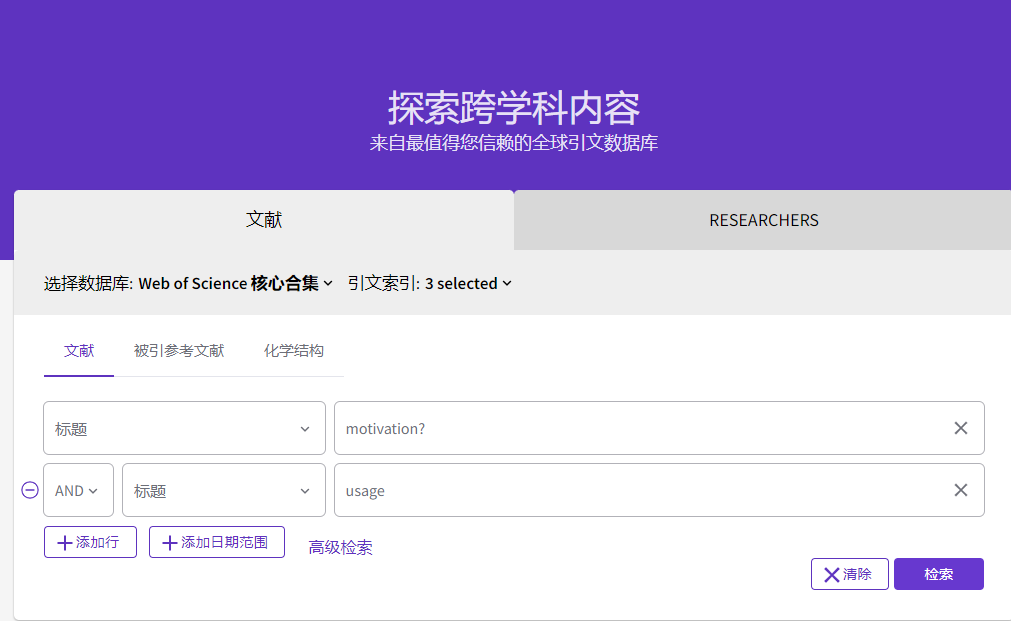 探索跨学科内容
来自最值得您信赖的全球引文数据库
文献 RESEARCHERS
选择数据库: Web of Science 核心合集 引文索引: 3 selected
文献 被引参考文献 化学结构
标题 motivation?
AND 标题 usage
添加行 添加日期范围 高级检索
清除 检索